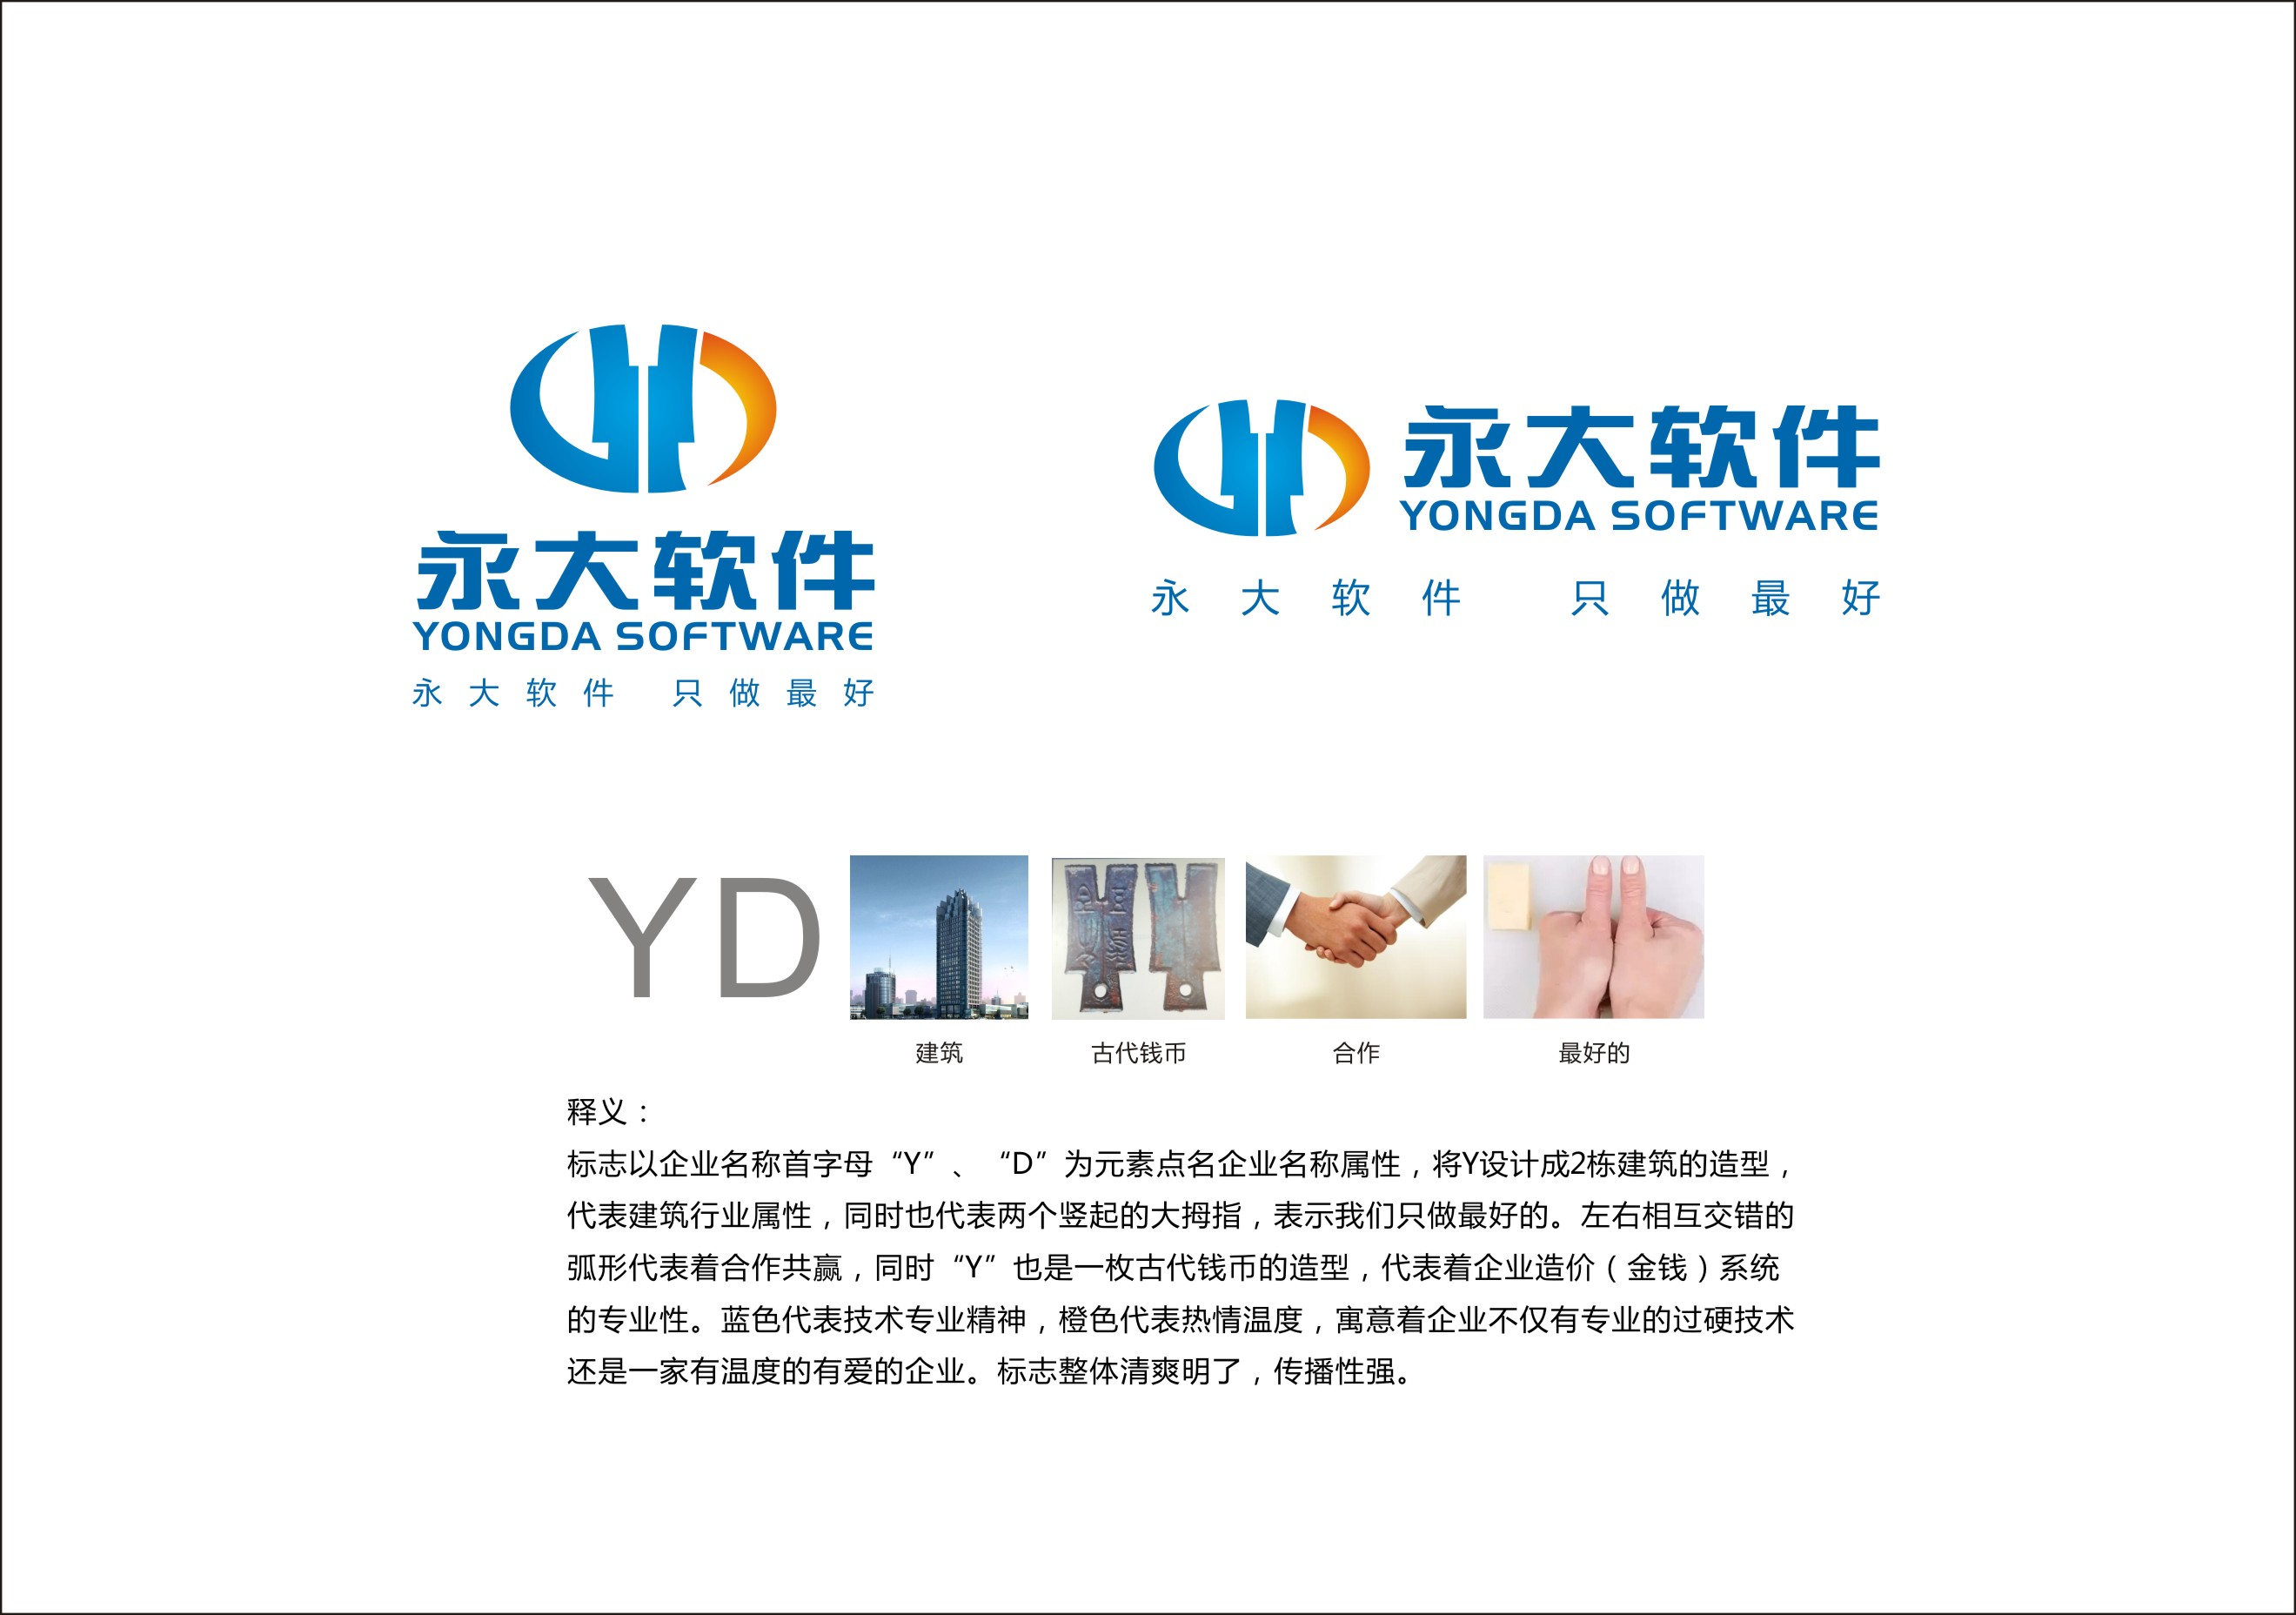 永大软件
YONGDA SOFTWARE
永大软件 只做最好
永大软件
YONGDA SOFTWARE
永大软件 只做最好
YD
建筑
古代钱币
合作
最好的
释义：
标志以企业名称首字母“Y”、“D”为元素点名企业名称属性，将Y设计成2栋建筑的造型，
代表建筑行业属性，同时也代表两个竖起的大拇指，表示我们只做最好的。左右相互交错的
弧形代表着合作共赢，同时“Y”也是一枚古代钱币的造型，代表着企业造价（金钱）系统
的专业性。蓝色代表技术专业精神，橙色代表热情温度，寓意着企业不仅有专业的过硬技术
还是一家有温度的有爱的企业。标志整体清爽明了，传播性强。